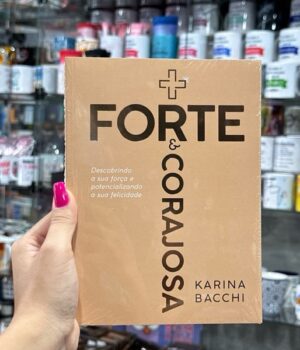 FORTE
& CORAJOSA
Descobrindo
a sua força e
potencializando
a sua felicidade
KARINA
BACCHI